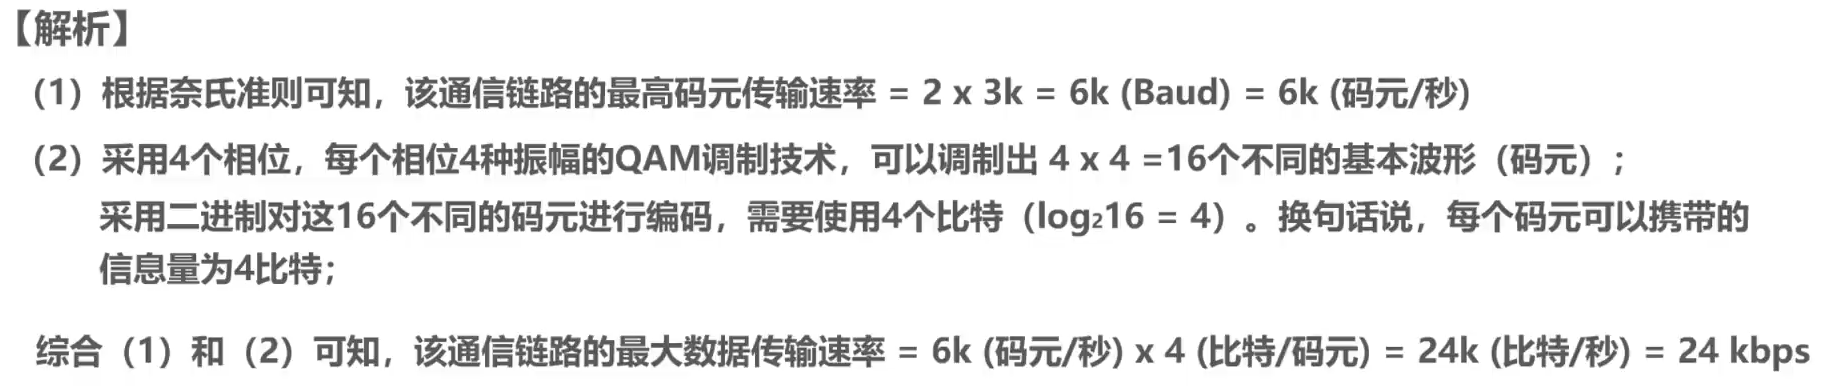 【解析】
（1）根据奈氏准则可知，该通信链路的最高码元传输速率 = 2 x 3k = 6k (Baud) = 6k (码元/秒)
（2）采用4个相位，每个相位4种振幅的QAM调制技术，可以调制出 4 x 4 =16个不同的基本波形（码元）;
采用二进制对这16个不同的码元进行编码，需要使用4个比特（log₂16 = 4）。换句话说，每个码元可以携带的
信息量为4比特；
综合（1）和（2）可知，该通信链路的最大数据传输速率 = 6k (码元/秒) x 4 (比特/码元) = 24k (比特/秒) = 24 kbps